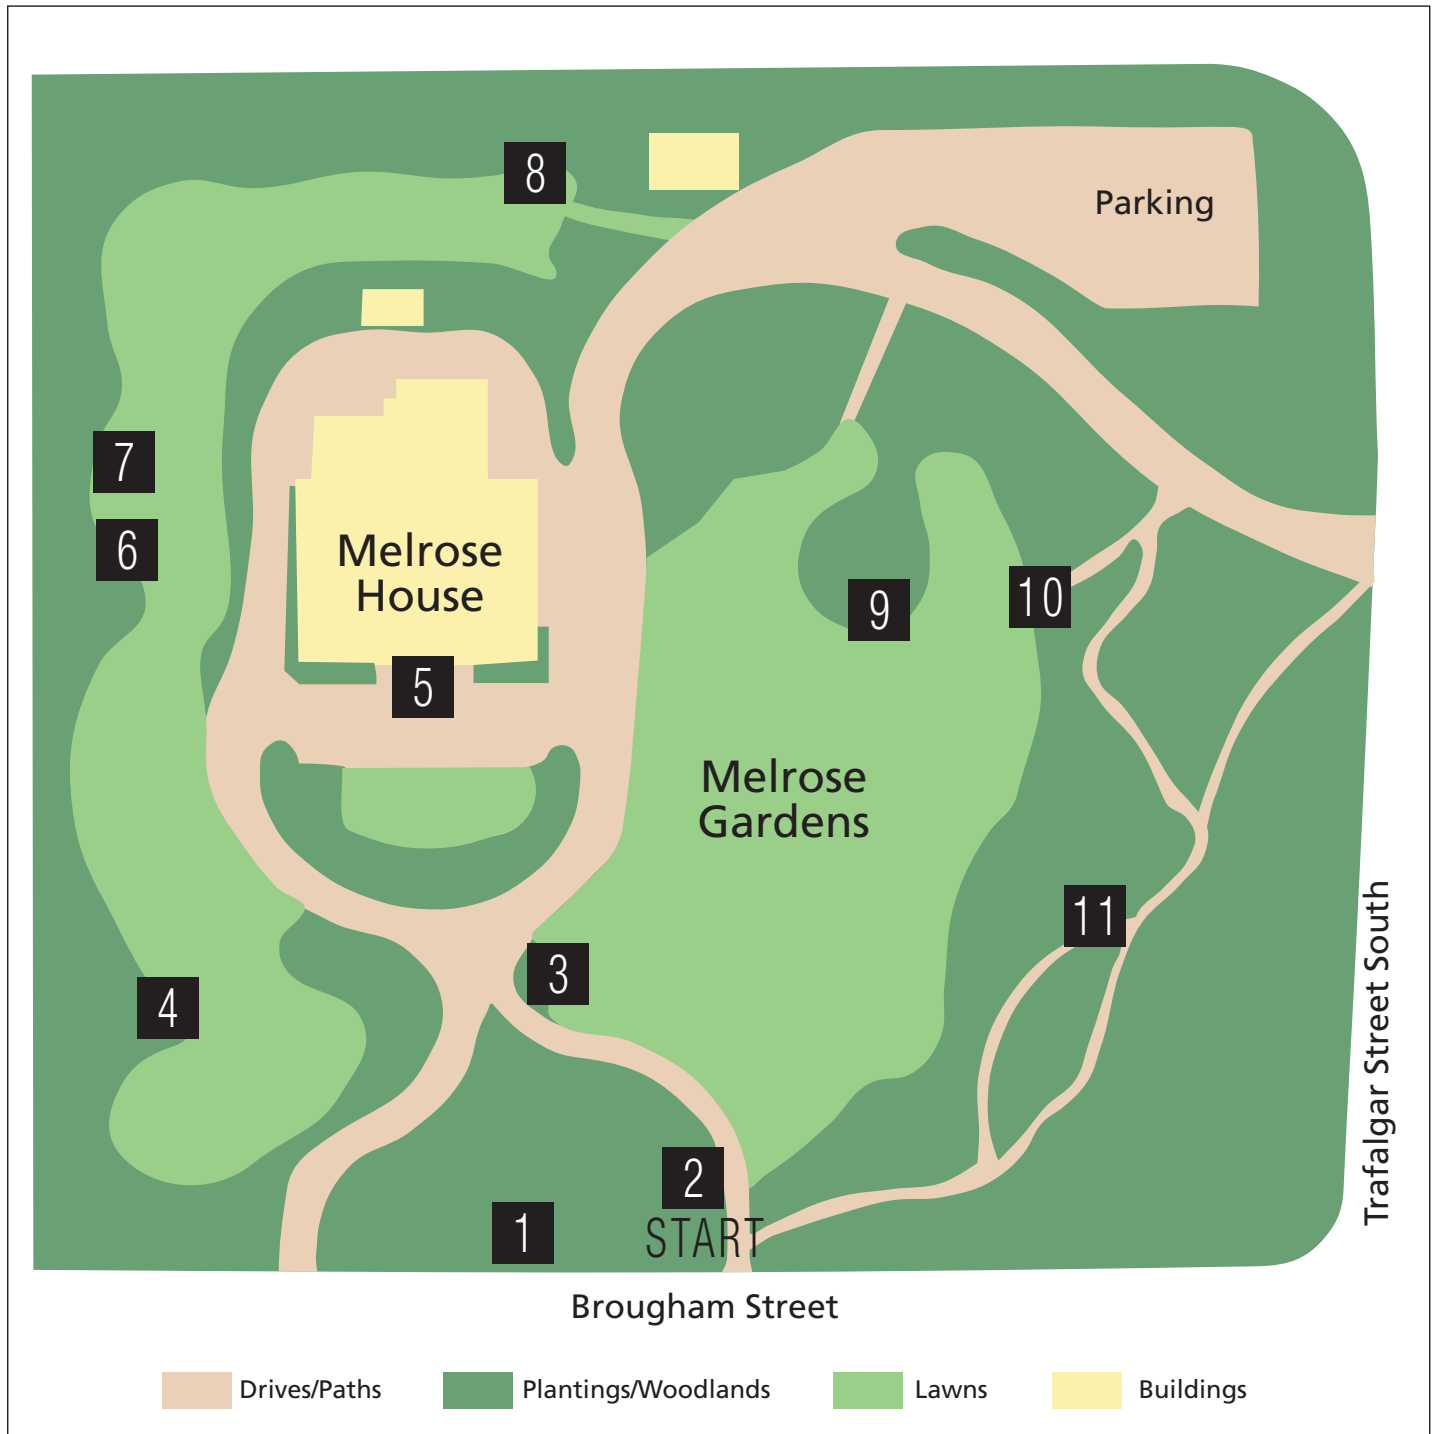 8
Parking
7
6
Melrose
House
10
9
5
Melrose
Gardens
11
3
4
2
1
START
Trafalgar Street South
Brougham Street
Drives/Paths
Plantings/Woodlands
Lawns
Buildings